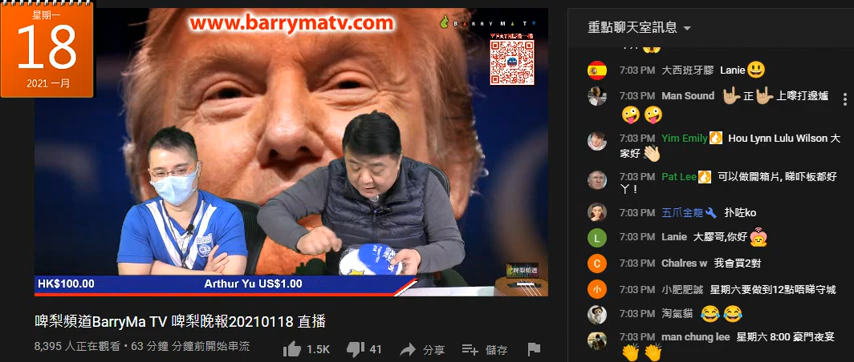 星期一
18
2021 一月
www.barrymatv.com
BARRY MA TV
HK$100.00
Arthur Yu US$1.00
啤梨頻道
啤梨頻道BarryMa TV 啤梨晚報20210118 直播
8,395 人正在觀看 • 63 分鐘 分鐘前開始串流
1.5K
41
分享
儲存
重點聊天室訊息
7:03 PM 大西班牙膠 Lanie😃
7:03 PM Man Sound 🤟🏼正🤟🏼上嚟打邊爐
🤪🤪
7:03 PM Yim Emily Hou Lynn Lulu Wilson 大
家好👋🏻
7:03 PM Pat Lee 可以做開箱片, 睇吓板都好
丫 !
7:03 PM 五爪金龍 扑咗ko
7:03 PM Lanie 大膠哥,你好
7:03 PM Chalres w 我會買2對
7:03 PM 小肥肥誠 星期六要做到12點唔睇守城
7:03 PM 淘氣貓 😂😂
7:03 PM man chung lee 星期六 8:00 豪門夜宴
👏👏